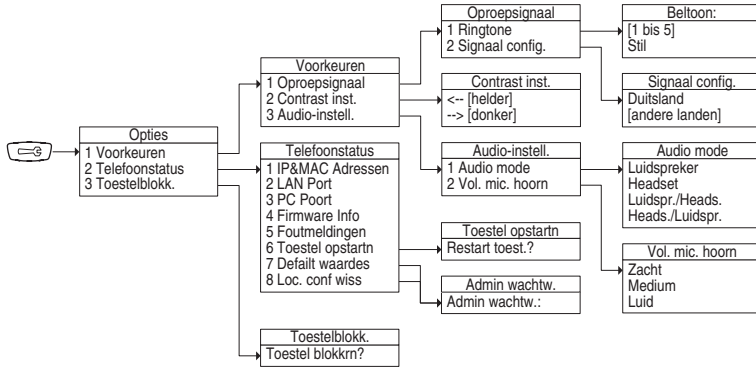 Opties
1 Voorkeuren
2 Telefoonstatus
3 Toestelblokk.
Voorkeuren
1 Oproepsignaal
2 Contrast inst.
3 Audio-instell.
Telefoonstatus
1 IP&MAC Adressen
2 LAN Port
3 PC Poort
4 Firmware Info
5 Foutmeldingen
6 Toestel opstartn
7 Defailt waardes
8 Loc. conf wiss
Toestelblokk.
Toestel blokkrn?
Oproepsignaal
1 Ringtone
2 Signaal config.
Contrast inst.
<-- [helder]
--> [donker]
Audio-instell.
1 Audio mode
2 Vol. mic. hoorn
Toestel opstartn
Restart toest.?
Admin wachtw.
Admin wachtw.:
Beltoon:
[1 bis 5]
Stil
Signaal config.
Duitsland
[andere landen]
Audio mode
Luidspreker
Headset
Luidspr./Heads.
Heads./Luidspr.
Vol. mic. hoorn
Zacht
Medium
Luid